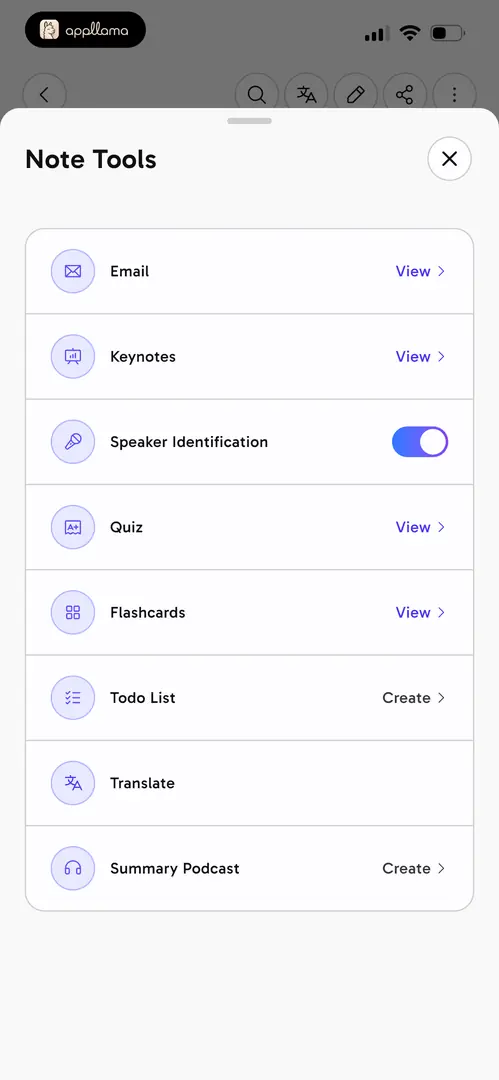 appllama
Note Tools
Email View
Keynotes View
Speaker Identification
A+ Quiz View
Flashcards View
Todo List Create
Translate
Summary Podcast Create